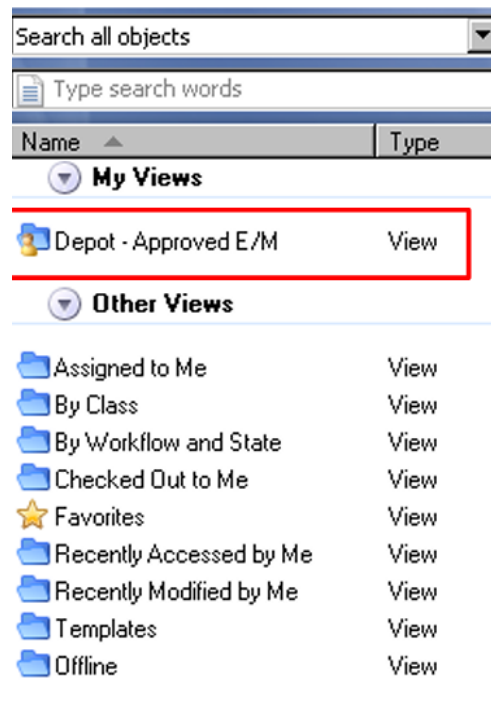 Search all objects
Type search words
Name Type
My Views
Depot - Approved E/M View
Other Views
Assigned to Me View
By Class View
By Workflow and State View
Checked Out to Me View
Favorites View
Recently Accessed by Me View
Recently Modified by Me View
Templates View
Offline View